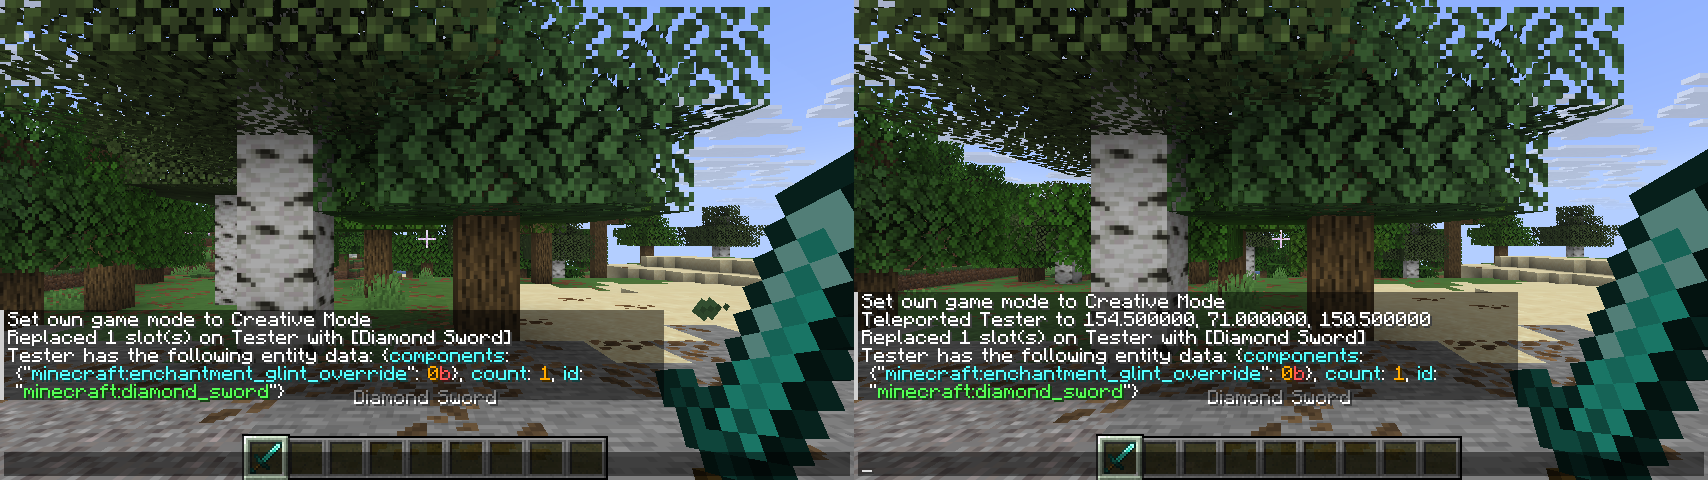 Set own game mode to Creative Mode
Replaced 1 slot(s) on Tester with [Diamond Sword]
Tester has the following entity data: {components:
{"minecraft:enchantment_glint_override": 0b}, count: 1, id:
"minecraft:diamond_sword"}
Diamond Sword
Set own game mode to Creative Mode
Teleported Tester to 154.500000, 71.000000, 150.500000
Replaced 1 slot(s) on Tester with [Diamond Sword]
Tester has the following entity data: {components:
{"minecraft:enchantment_glint_override": 0b}, count: 1, id:
"minecraft:diamond_sword"}
Diamond Sword
_